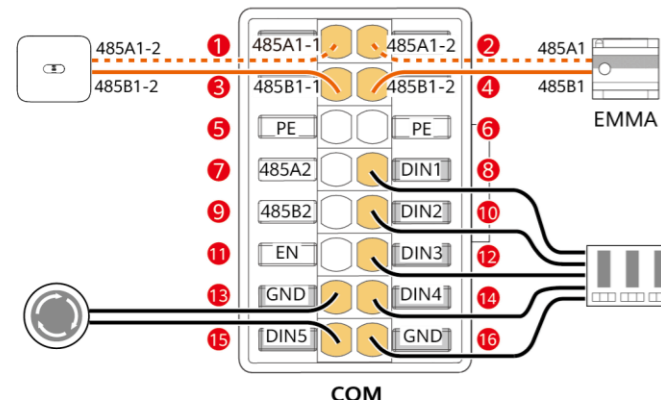 485A1-2 1 485A1-1 485A1-2 2 485A1
485B1-2 3 485B1-1 485B1-2 4 485B1
EMMA
5 PE PE 6
7 485A2 DIN1 8
9 485B2 DIN2 10
11 EN DIN3 12
13 GND DIN4 14
15 DIN5 GND 16
COM